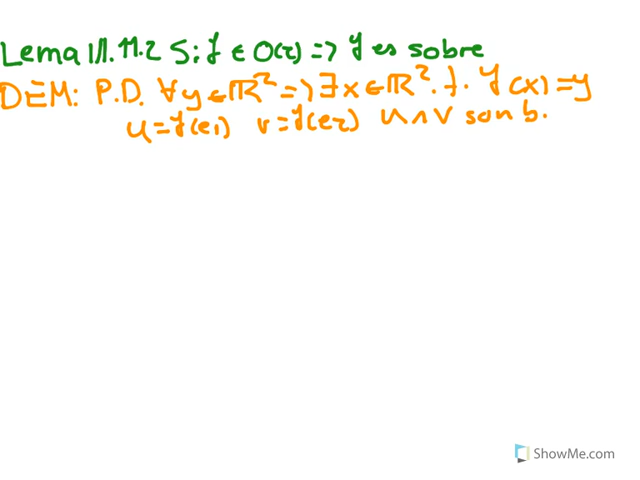 Lema III.11.2 Si f ∈ O(2) => f es sobre
DEM: P.D. ∀y∈ℝ² => ∃x∈ℝ². f. f(x)=y
u=f(e1) v=f(e2) u ∧ v son b.
ShowMe.com